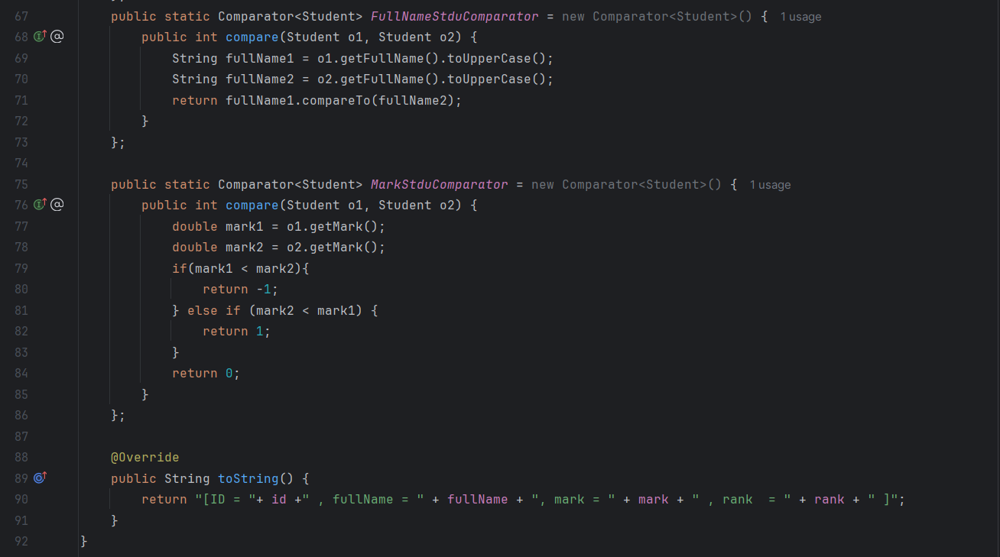 67 public static Comparator<Student> FullNameStduComparator = new Comparator<Student>() { 1 usage
68 @ public int compare(Student o1, Student o2) {
69 String fullName1 = o1.getFullName().toUpperCase();
70 String fullName2 = o2.getFullName().toUpperCase();
71 return fullName1.compareTo(fullName2);
72 }
73 };
74
75 public static Comparator<Student> MarkStduComparator = new Comparator<Student>() { 1 usage
76 @ public int compare(Student o1, Student o2) {
77 double mark1 = o1.getMark();
78 double mark2 = o2.getMark();
79 if(mark1 < mark2){
80 return -1;
81 } else if (mark2 < mark1) {
82 return 1;
83 }
84 return 0;
85 }
86 };
87
88 @Override
89 public String toString() {
90 return "[ID = "+ id +" , fullName = " + fullName + ", mark = " + mark + " , rank  = " + rank + " ]";
91 }
92 }